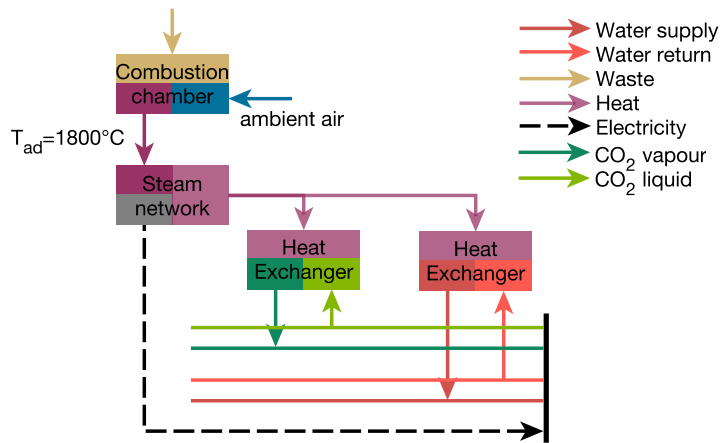 Combustion
chamber
ambient air
Tad=1800°C
Steam
network
Heat
Exchanger
Heat
Exchanger
Water supply
Water return
Waste
Heat
Electricity
CO2 vapour
CO2 liquid